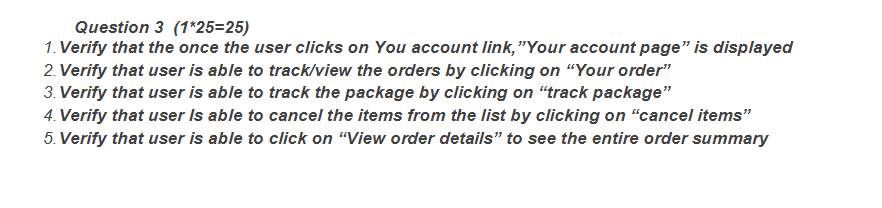 Question 3 (1*25=25)
1. Verify that the once the user clicks on You account link,”Your account page” is displayed
2. Verify that user is able to track/view the orders by clicking on “Your order”
3. Verify that user is able to track the package by clicking on “track package”
4. Verify that user Is able to cancel the items from the list by clicking on “cancel items”
5. Verify that user is able to click on “View order details” to see the entire order summary